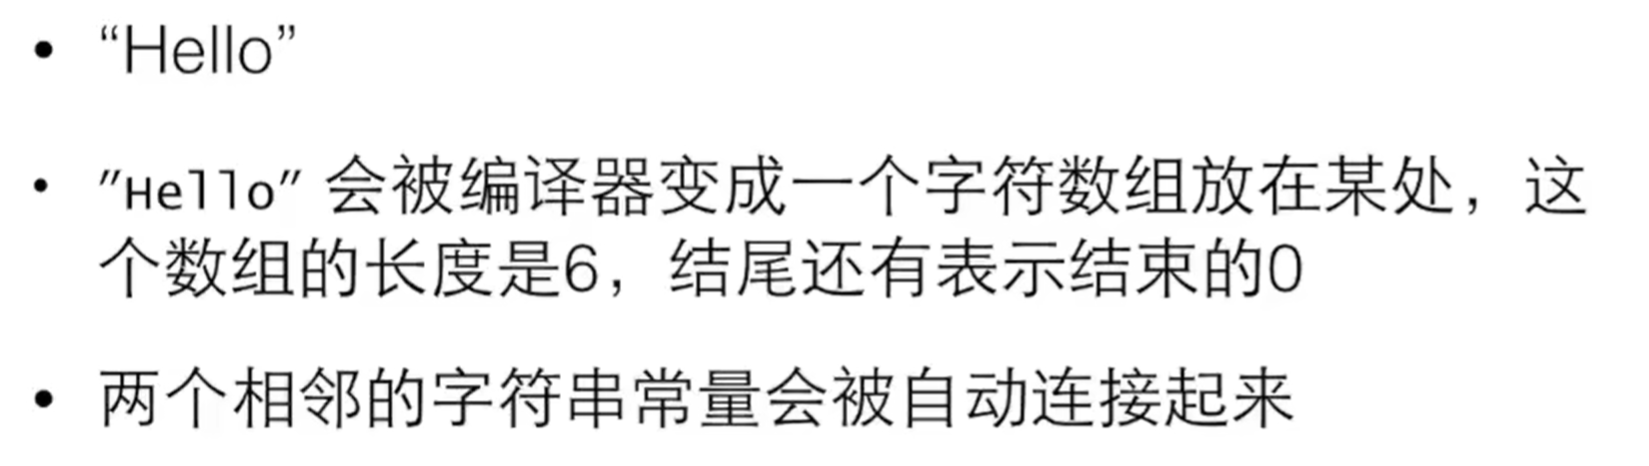 • “Hello”
• "Hello" 会被编译器变成一个字符数组放在某处，这
个数组的长度是6，结尾还有表示结束的0
• 两个相邻的字符串常量会被自动连接起来